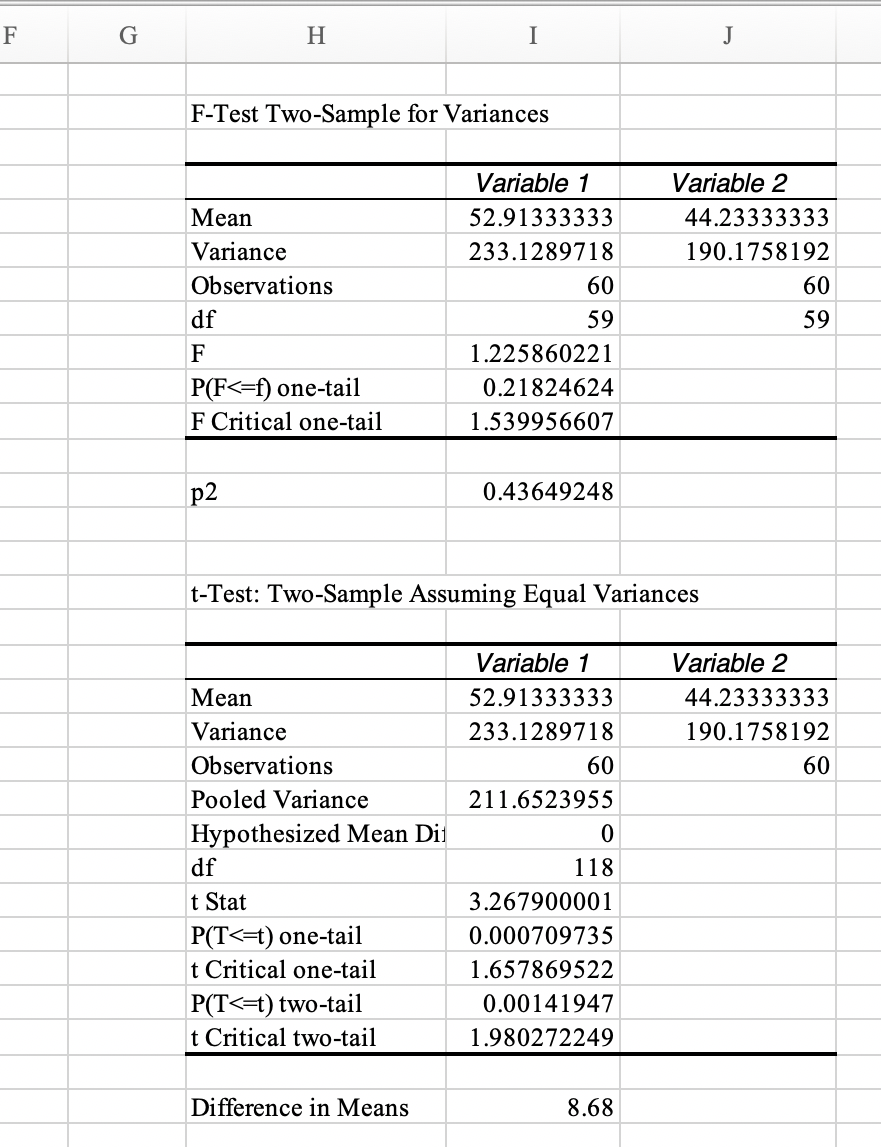 F G H I J
F-Test Two-Sample for Variances
Variable 1 Variable 2
Mean 52.91333333 44.23333333
Variance 233.1289718 190.1758192
Observations 60 60
df 59 59
F 1.225860221
P(F<=f) one-tail 0.21824624
F Critical one-tail 1.539956607
p2 0.43649248
t-Test: Two-Sample Assuming Equal Variances
Variable 1 Variable 2
Mean 52.91333333 44.23333333
Variance 233.1289718 190.1758192
Observations 60 60
Pooled Variance 211.6523955
Hypothesized Mean Dif 0
df 118
t Stat 3.267900001
P(T<=t) one-tail 0.000709735
t Critical one-tail 1.657869522
P(T<=t) two-tail 0.00141947
t Critical two-tail 1.980272249
Difference in Means 8.68